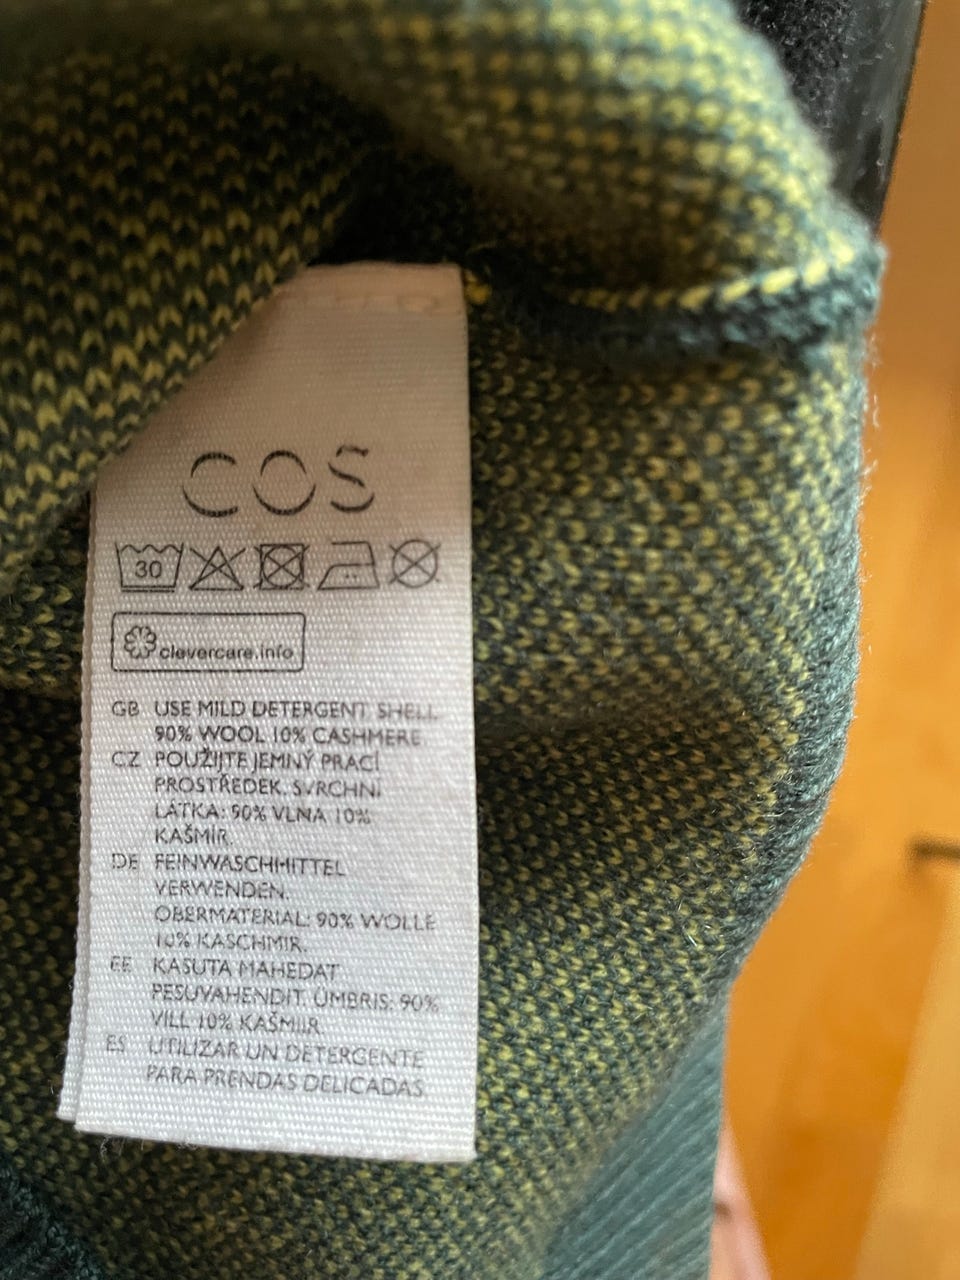 COS
30
clevercare.info
GB USE MILD DETERGENT. SHELL:
90% WOOL 10% CASHMERE
CZ POUŽIJTE JEMNÝ PRACÍ
PROSTŘEDEK. SVRCHNÍ
LÁTKA: 90% VLNA 10%
KAŠMÍR.
DE FEINWASCHMITTEL
VERWENDEN.
OBERMATERIAL: 90% WOLLE
10% KASCHMIR.
EE KASUTA MAHEDAT
PESUVAHENDIT. ÜMBRIS: 90%
VILL 10% KAŠMIIR
ES UTILIZAR UN DETERGENTE
PARA PRENDAS DELICADAS.